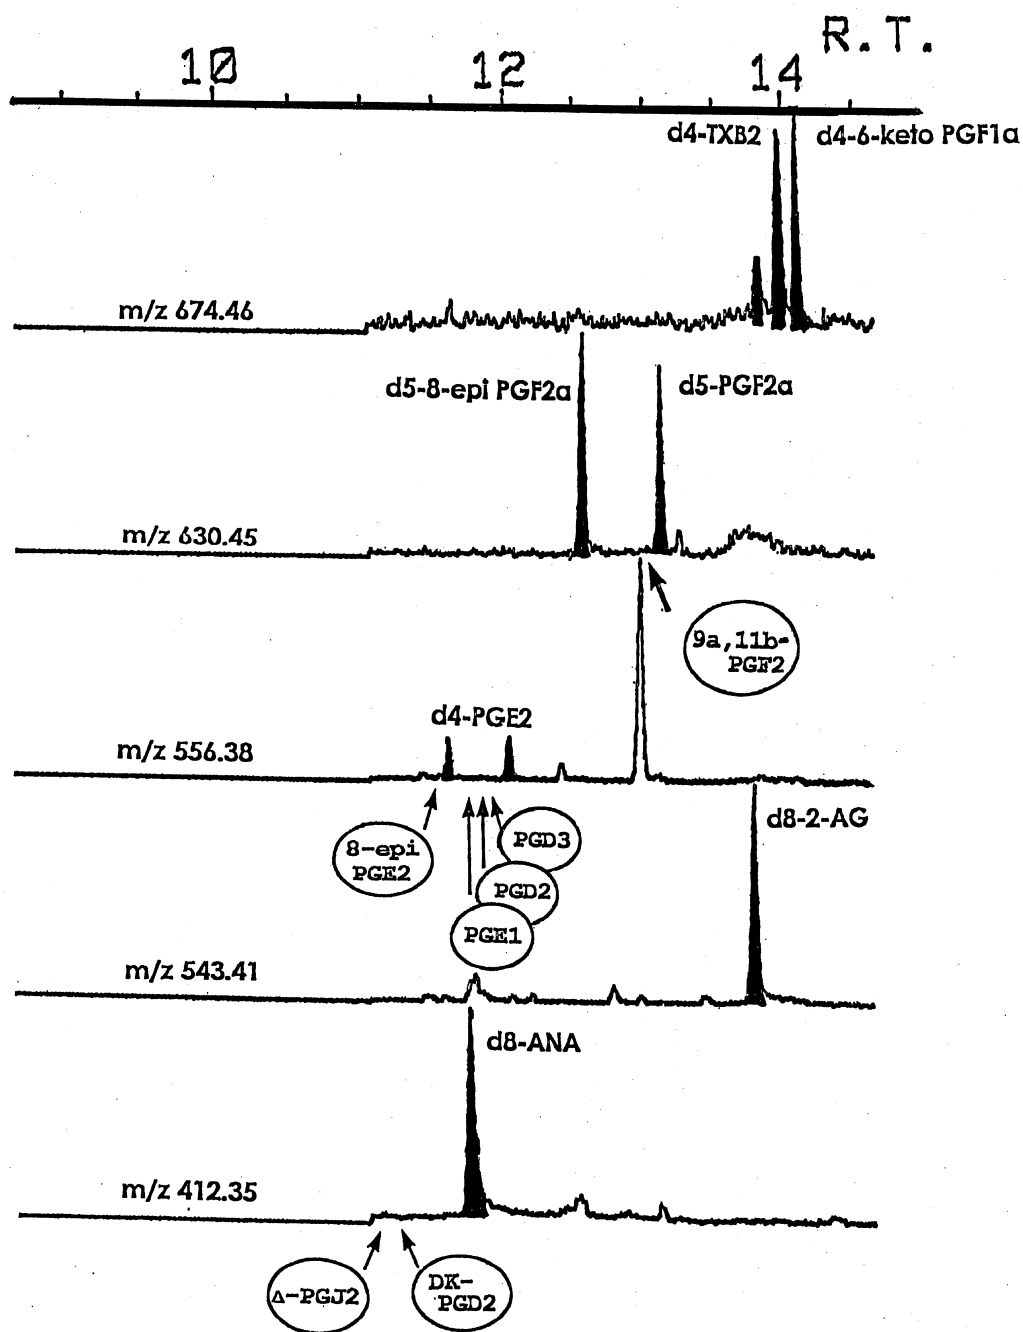 R.T.
10 12 14
d4-TXB2 d4-6-keto PGF1a
m/z 674.46
d5-8-epi PGF2a d5-PGF2a
m/z 630.45
9a,11b-
PGF2
d4-PGE2
m/z 556.38
d8-2-AG
PGD3
8-epi
PGE2
PGD2
PGE1
m/z 543.41
d8-ANA
m/z 412.35
Δ-PGJ2
DK-
PGD2